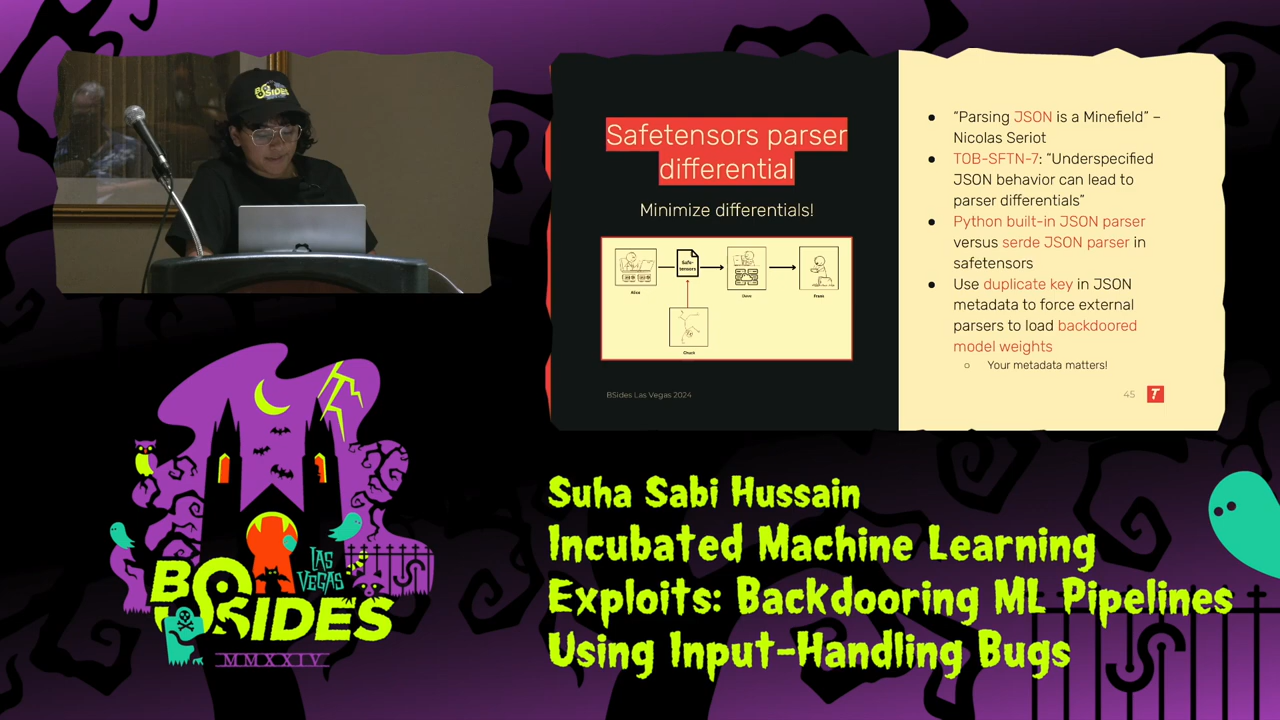 BSIDES
Safetensors parser
differential
Minimize differentials!
Safe-
tensors
Alice
Dave
Fran
Chuck
BSides Las Vegas 2024
● “Parsing JSON is a Minefield” –
Nicolas Seriot
● TOB-SFTN-7: “Underspecified
JSON behavior can lead to
parser differentials”
● Python built-in JSON parser
versus serde JSON parser in
safetensors
● Use duplicate key in JSON
metadata to force external
parsers to load backdoored
model weights
○ Your metadata matters!
45
T
LAS
VEGAS
BSIDES
MMXXIV
Suha Sabi Hussain
Incubated Machine Learning
Exploits: Backdooring ML Pipelines
Using Input-Handling Bugs